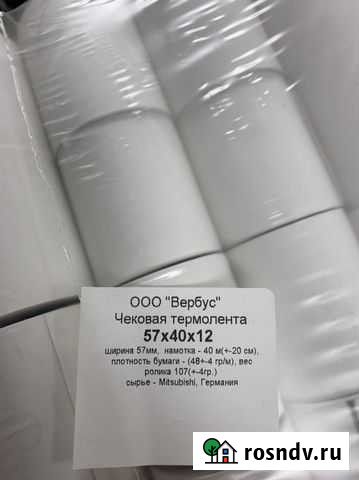 ООО "Вербус"
Чековая термолента
57х40х12
ширина 57мм, намотка - 40 м(+-20 см),
плотность бумаги - (48+-4 гр/м), вес
ролика 107(+-4гр.)
сырье - Mitsubishi, Германия
rosndv.ru